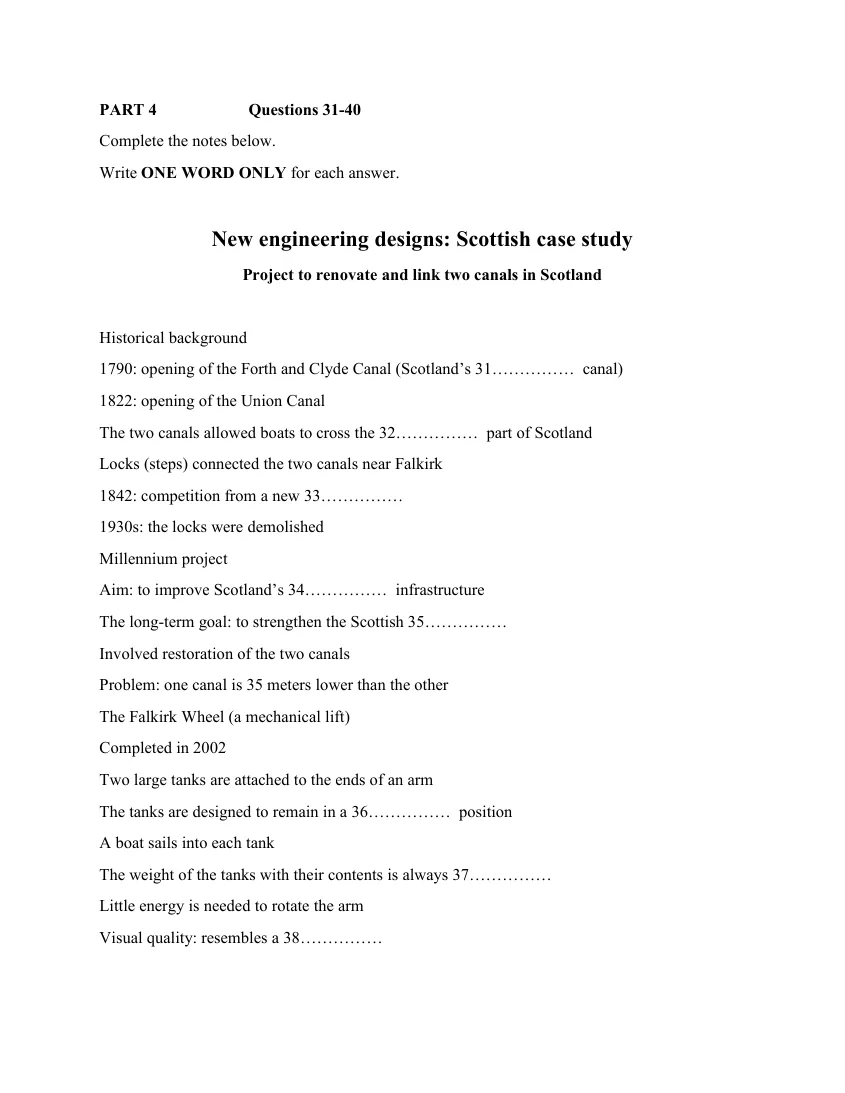 PART 4 Questions 31-40
Complete the notes below.
Write ONE WORD ONLY for each answer.
New engineering designs: Scottish case study
Project to renovate and link two canals in Scotland
Historical background
1790: opening of the Forth and Clyde Canal (Scotland’s 31…………… canal)
1822: opening of the Union Canal
The two canals allowed boats to cross the 32…………… part of Scotland
Locks (steps) connected the two canals near Falkirk
1842: competition from a new 33……………
1930s: the locks were demolished
Millennium project
Aim: to improve Scotland’s 34…………… infrastructure
The long-term goal: to strengthen the Scottish 35……………
Involved restoration of the two canals
Problem: one canal is 35 meters lower than the other
The Falkirk Wheel (a mechanical lift)
Completed in 2002
Two large tanks are attached to the ends of an arm
The tanks are designed to remain in a 36…………… position
A boat sails into each tank
The weight of the tanks with their contents is always 37……………
Little energy is needed to rotate the arm
Visual quality: resembles a 38……………